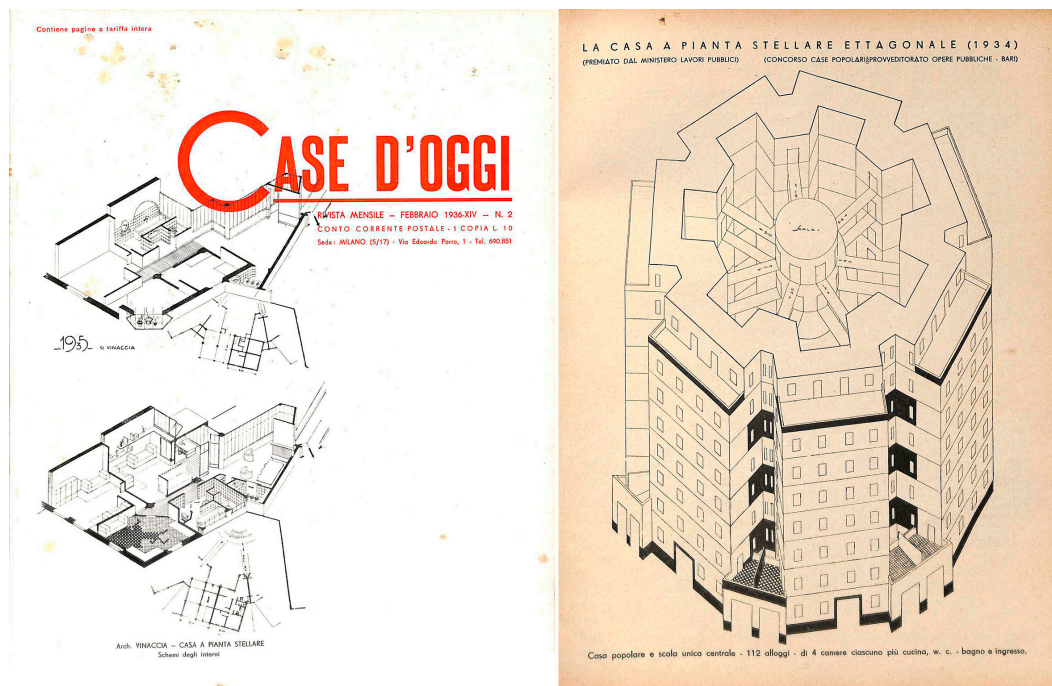 Contiene pagine a tariffa intera
CASE D'OGGI
RIVISTA MENSILE – FEBBRAIO 1936-XIV – N. 2
CONTO CORRENTE POSTALE - 1 COPIA L. 10
Sede: MILANO (5/17) - Via Edoardo Porro, 1 - Tel. 690.851
1935 G VINACCIA
Arch. VINACCIA – CASA A PIANTA STELLARE
Schemi degli interni
LA CASA A PIANTA STELLARE ETTAGONALE (1934)
(PREMIATO DAL MINISTERO LAVORI PUBBLICI) (CONCORSO CASE POPOLARI PROVVEDITORATO OPERE PUBBLICHE - BARI)
SCALA
Casa popolare e scala unica centrale - 112 alloggi - di 4 camere ciascuno più cucina, w. c. - bagno e ingresso.